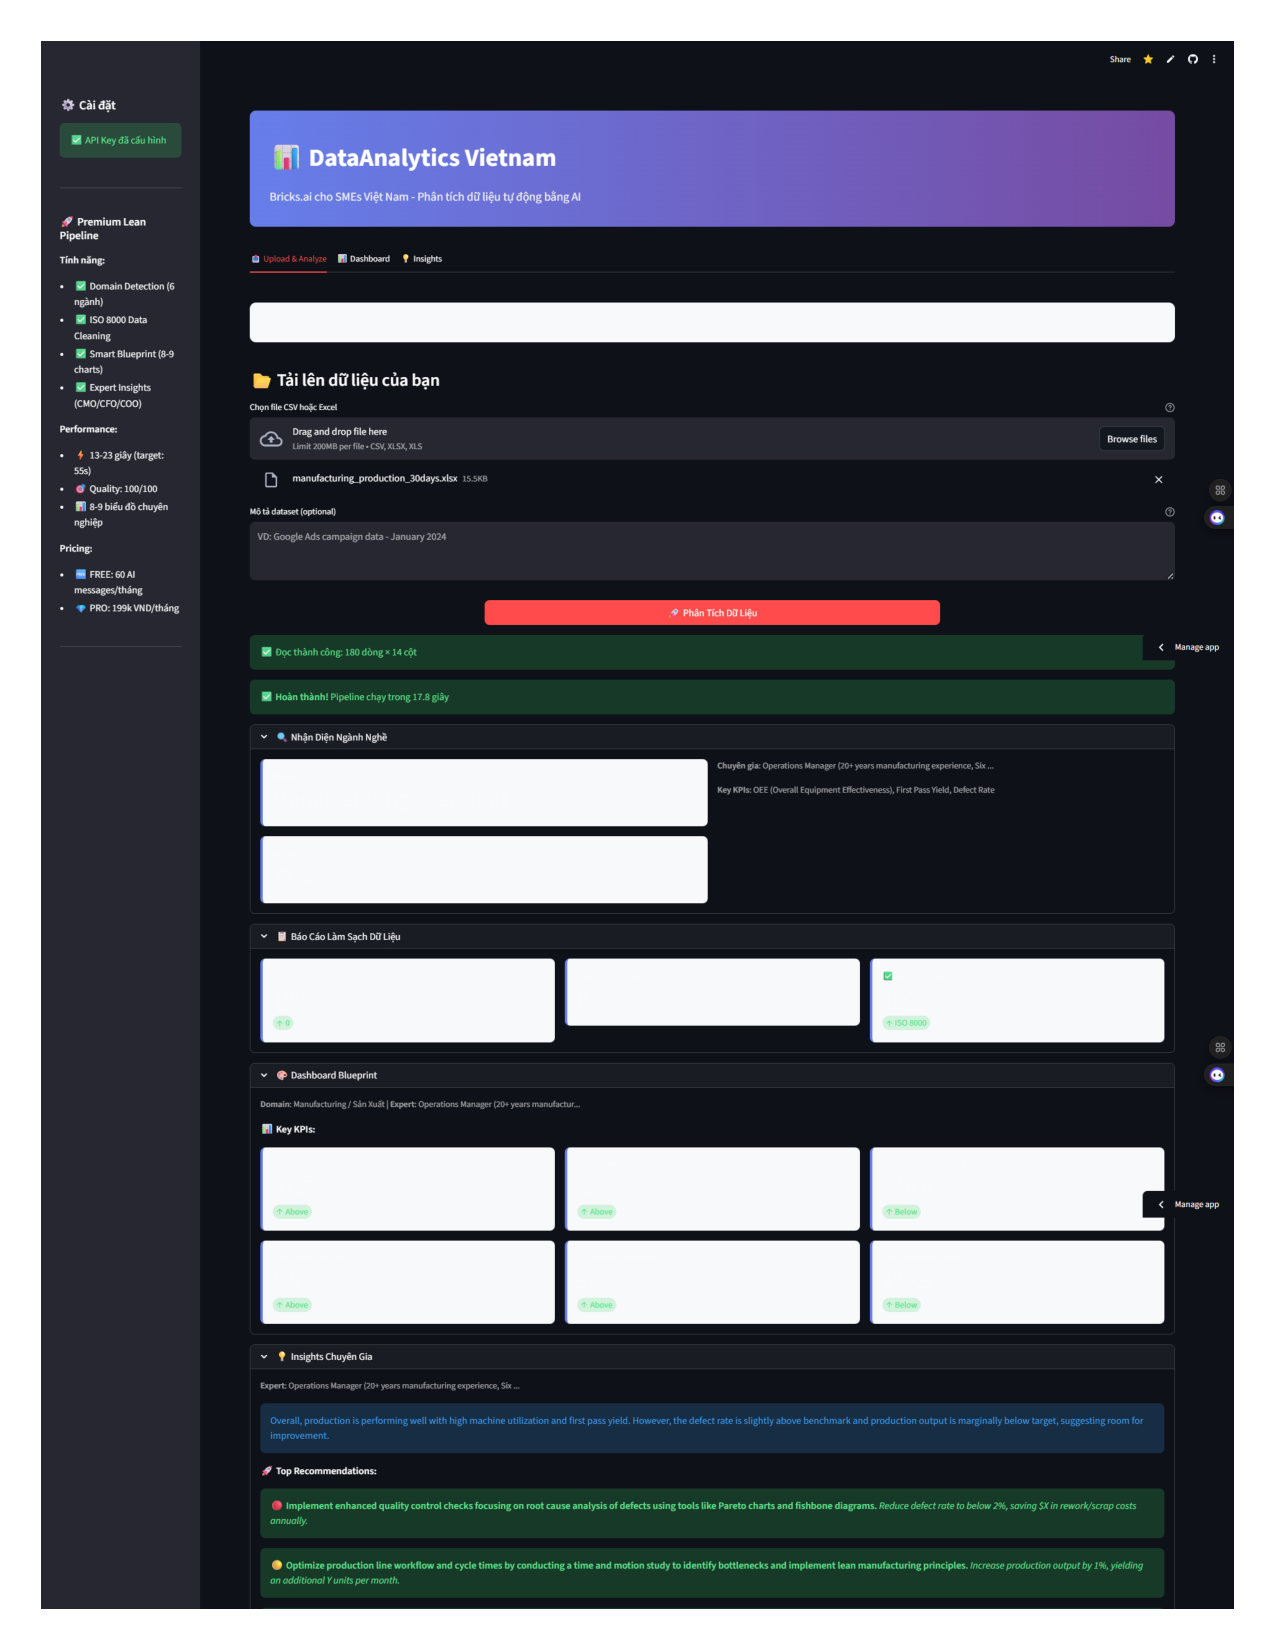 Share
Cài đặt
API Key đã cấu hình
Premium Lean
Pipeline
Tính năng:
Domain Detection (6
ngành)
ISO 8000 Data
Cleaning
Smart Blueprint (8-9
charts)
Expert Insights
(CMO/CFO/COO)
Performance:
13-23 giây (target:
55s)
Quality: 100/100
8-9 biểu đồ chuyên
nghiệp
Pricing:
FREE: 60 AI
messages/tháng
PRO: 199k VND/tháng
DataAnalytics Vietnam
Bricks.ai cho SMEs Việt Nam - Phân tích dữ liệu tự động bằng AI
Upload & Analyze
Dashboard
Insights
Tải lên dữ liệu của bạn
Chọn file CSV hoặc Excel
Drag and drop file here
Limit 200MB per file • CSV, XLSX, XLS
Browse files
manufacturing_production_30days.xlsx 15.5KB
Mô tả dataset (optional)
VD: Google Ads campaign data - January 2024
Phân Tích Dữ Liệu
Đọc thành công: 180 dòng × 14 cột
Manage app
Hoàn thành! Pipeline chạy trong 17.8 giây
Nhận Diện Ngành Nghề
Chuyên gia: Operations Manager (20+ years manufacturing experience, Six ...
Key KPIs: OEE (Overall Equipment Effectiveness), First Pass Yield, Defect Rate
Báo Cáo Làm Sạch Dữ Liệu
↑ 0
↑ ISO 8000
Dashboard Blueprint
Domain: Manufacturing / Sản Xuất | Expert: Operations Manager (20+ years manufactur...
Key KPIs:
↑ Above
↑ Above
↑ Below
Manage app
↑ Above
↑ Above
↑ Below
Insights Chuyên Gia
Expert: Operations Manager (20+ years manufacturing experience, Six ...
Overall, production is performing well with high machine utilization and first pass yield. However, the defect rate is slightly above benchmark and production output is marginally below target, suggesting room for
improvement.
Top Recommendations:
Implement enhanced quality control checks focusing on root cause analysis of defects using tools like Pareto charts and fishbone diagrams. Reduce defect rate to below 2%, saving $X in rework/scrap costs
annually.
Optimize production line workflow and cycle times by conducting a time and motion study to identify bottlenecks and implement lean manufacturing principles. Increase production output by 1%, yielding
an additional Y units per month.